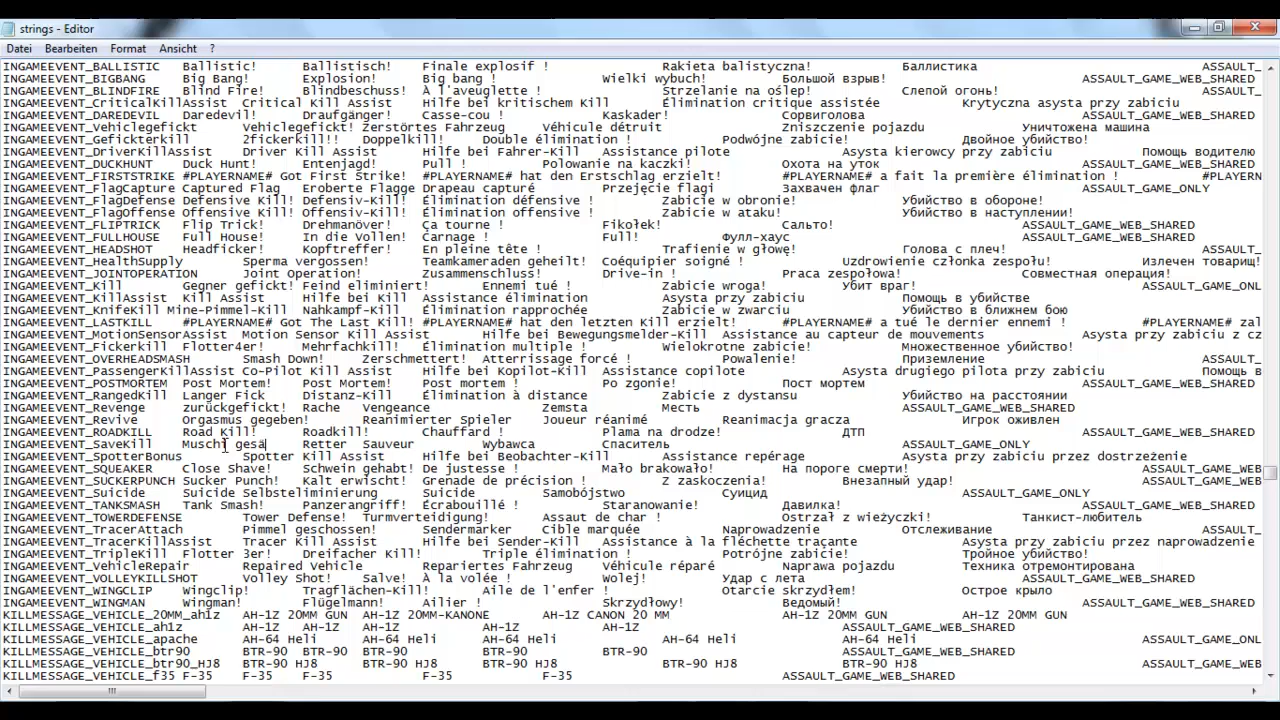 strings - Editor
Datei Bearbeiten Format Ansicht ?
INGAMEEVENT_BALLISTIC Ballistic! Ballistisch! Finale explosif ! Rakieta balistyczna! Баллистика ASSAULT_
INGAMEEVENT_BIGBANG Big Bang! Explosion! Big bang ! Wielki wybuch! Большой взрыв! ASSAULT_GAME_WEB_SHARED
INGAMEEVENT_BLINDFIRE Blind Fire! Blindbeschuss! À l'aveuglette ! Strzelanie na oślep! Слепой огонь! ASSAULT_
INGAMEEVENT_CriticalKillAssist Critical Kill Assist Hilfe bei kritischem Kill Élimination critique assistée Krytyczna asysta przy zabiciu
INGAMEEVENT_DAREDEVIL Daredevil! Draufgänger! Casse-cou ! Kaskader! Сорвиголова ASSAULT_GAME_WEB_SHARED
INGAMEEVENT_Vehiclegefickt Vehiclegefickt! Zerstörtes Fahrzeug Véhicule détruit Zniszczenie pojazdu Уничтожена машина
INGAMEEVENT_Gefickterkill 2fickerkill!! Doppelkill! Double élimination ! Podwójne zabicie! Двойное убийство!
INGAMEEVENT_DriverKillAssist Driver Kill Assist Hilfe bei Fahrer-Kill Assistance pilote Asysta kierowcy przy zabiciu Помощь водителю
INGAMEEVENT_DUCKHUNT Duck Hunt! Entenjagd! Pull ! Polowanie na kaczki! Охота на уток ASSAULT_GAME_WEB_SHARED
INGAMEEVENT_FIRSTSTRIKE #PLAYERNAME# Got First Strike! #PLAYERNAME# hat den Erstschlag erzielt! #PLAYERNAME# a fait la première élimination ! #PLAYERN
INGAMEEVENT_FlagCapture Captured Flag Eroberte Flagge Drapeau capturé Przejęcie flagi Захвачен флаг ASSAULT_GAME_ONLY
INGAMEEVENT_FlagDefense Defensive Kill! Defensiv-Kill! Élimination défensive ! Zabicie w obronie! Убийство в обороне!
INGAMEEVENT_FlagOffense Offensive Kill! Offensiv-Kill! Élimination offensive ! Zabicie w ataku! Убийство в наступлении!
INGAMEEVENT_FLIPTRICK Flip Trick! Drehmanöver! Ça tourne ! Fikołek! Сальто! ASSAULT_GAME_WEB_SHARED
INGAMEEVENT_FULLHOUSE Full House! In die Vollen! Carnage ! Full! Фулл-хаус ASSAULT_GAME_WEB_SHARED
INGAMEEVENT_HEADSHOT Headficker! Kopftreffer! En pleine tête ! Trafienie w głowę! Голова с плеч! ASSAULT_
INGAMEEVENT_HealthSupply Sperma vergossen! Teamkameraden geheilt! Coéquipier soigné ! Uzdrowienie członka zespołu! Излечен товарищ!
INGAMEEVENT_JOINTOPERATION Joint Operation! Zusammenschluss! Drive-in ! Praca zespołowa! Совместная операция!
INGAMEEVENT_Kill Gegner gefickt! Feind eliminiert! Ennemi tué ! Zabicie wroga! Убит враг! ASSAULT_GAME_ONL
INGAMEEVENT_KillAssist Kill Assist Hilfe bei Kill Assistance élimination Asysta przy zabiciu Помощь в убийстве
INGAMEEVENT_KnifeKill Mine-Pimmel-Kill Nahkampf-Kill Élimination rapprochée Zabicie w zwarciu Убийство в ближнем бою
INGAMEEVENT_LASTKILL #PLAYERNAME# Got The Last Kill! #PLAYERNAME# hat den letzten Kill erzielt! #PLAYERNAME# a tué le dernier ennemi ! #PLAYERNAME# zal
INGAMEEVENT_MotionSensorAssist Motion Sensor Kill Assist Hilfe bei Bewegungsmelder-Kill Assistance au capteur de mouvements Asysta przy zabiciu z cz
INGAMEEVENT_Fickerkill Flotter4er! Mehrfachkill! Élimination multiple ! Wielokrotne zabicie! Множественное убийство!
INGAMEEVENT_OVERHEADSMASH Smash Down! Zerschmettert! Atterrissage forcé ! Powalenie! Приземление ASSAULT_
INGAMEEVENT_PassengerKillAssist Co-Pilot Kill Assist Hilfe bei Kopilot-Kill Assistance copilote Asysta drugiego pilota przy zabiciu Помощь в
INGAMEEVENT_POSTMORTEM Post Mortem! Post Mortem! Post mortem ! Po zgonie! Пост мортем ASSAULT_GAME_WEB_SHARED
INGAMEEVENT_RangedKill Langer Fick Distanz-Kill Élimination à distance Zabicie z dystansu Убийство на расстоянии
INGAMEEVENT_Revenge zurückgefickt! Rache Vengeance Zemsta Месть ASSAULT_GAME_WEB_SHARED
INGAMEEVENT_Revive Orgasmus gegeben! Reanimierter Spieler Joueur réanimé Reanimacja gracza Игрок оживлен
INGAMEEVENT_ROADKILL Road Kill! Roadkill! Chauffard ! Plama na drodze! ДТП ASSAULT_GAME_WEB_SHARED
INGAMEEVENT_SaveKill Muschi gesä Retter Sauveur Wybawca Спаситель ASSAULT_GAME_ONLY
INGAMEEVENT_SpotterBonus Spotter Kill Assist Hilfe bei Beobachter-Kill Assistance repérage Asysta przy zabiciu przez dostrzeżenie
INGAMEEVENT_SQUEAKER Close Shave! Schwein gehabt! De justesse ! Mało brakowało! На пороге смерти! ASSAULT_GAME_WEB
INGAMEEVENT_SUCKERPUNCH Sucker Punch! Kalt erwischt! Grenade de précision ! Z zaskoczenia! Внезапный удар! ASSAULT_GAME_WEB
INGAMEEVENT_Suicide Suicide Selbsteliminierung Suicide Samobójstwo Суицид ASSAULT_GAME_ONLY
INGAMEEVENT_TANKSMASH Tank Smash! Panzerangriff! Écrabouillé ! Staranowanie! Давилка! ASSAULT_GAME_WEB_SHARED
INGAMEEVENT_TOWERDEFENSE Tower Defense! Turmverteidigung! Assaut de char ! Ostrzał z wieżyczki! Танкист-любитель
INGAMEEVENT_TracerAttach Pimmel geschossen! Sendermarker Cible marquée Naprowadzenie Отслеживание ASSAULT_
INGAMEEVENT_TracerKillAssist Tracer Kill Assist Hilfe bei Sender-Kill Assistance à la fléchette traçante Asysta przy zabiciu przez naprowadzenie
INGAMEEVENT_TripleKill Flotter 3er! Dreifacher Kill! Triple élimination ! Potrójne zabicie! Тройное убийство!
INGAMEEVENT_VehicleRepair Repaired Vehicle Repariertes Fahrzeug Véhicule réparé Naprawa pojazdu Техника отремонтирована
INGAMEEVENT_VOLLEYKILLSHOT Volley Shot! Salve! À la volée ! Wolej! Удар с лета ASSAULT_GAME_WEB_SHARED
INGAMEEVENT_WINGCLIP Wingclip! Tragflächen-Kill! Aile de l'enfer ! Otarcie skrzydłem! Острое крыло
INGAMEEVENT_WINGMAN Wingman! Flügelmann! Ailier ! Skrzydłowy! Ведомый! ASSAULT_GAME_WEB_SHARED
KILLMESSAGE_VEHICLE_20MM_ah1z AH-1Z 20MM GUN AH-1Z 20MM-KANONE AH-1Z CANON 20 MM AH-1Z 20MM GUN AH-1Z 20MM GUN
KILLMESSAGE_VEHICLE_ah1z AH-1Z AH-1Z AH-1Z AH-1Z AH-1Z ASSAULT_GAME_WEB_SHARED
KILLMESSAGE_VEHICLE_apache AH-64 Heli AH-64 Heli AH-64 Heli AH-64 Heli AH-64 Heli ASSAULT_GAME_ONL
KILLMESSAGE_VEHICLE_btr90 BTR-90 BTR-90 BTR-90 BTR-90 BTR-90 ASSAULT_GAME_WEB_SHARED
KILLMESSAGE_VEHICLE_btr90_HJ8 BTR-90 HJ8 BTR-90 HJ8 BTR-90 HJ8 BTR-90 HJ8 BTR-90 HJ8 ASSAULT_GAME_WEB
KILLMESSAGE_VEHICLE_f35 F-35 F-35 F-35 F-35 ASSAULT_GAME_WEB_SHARED